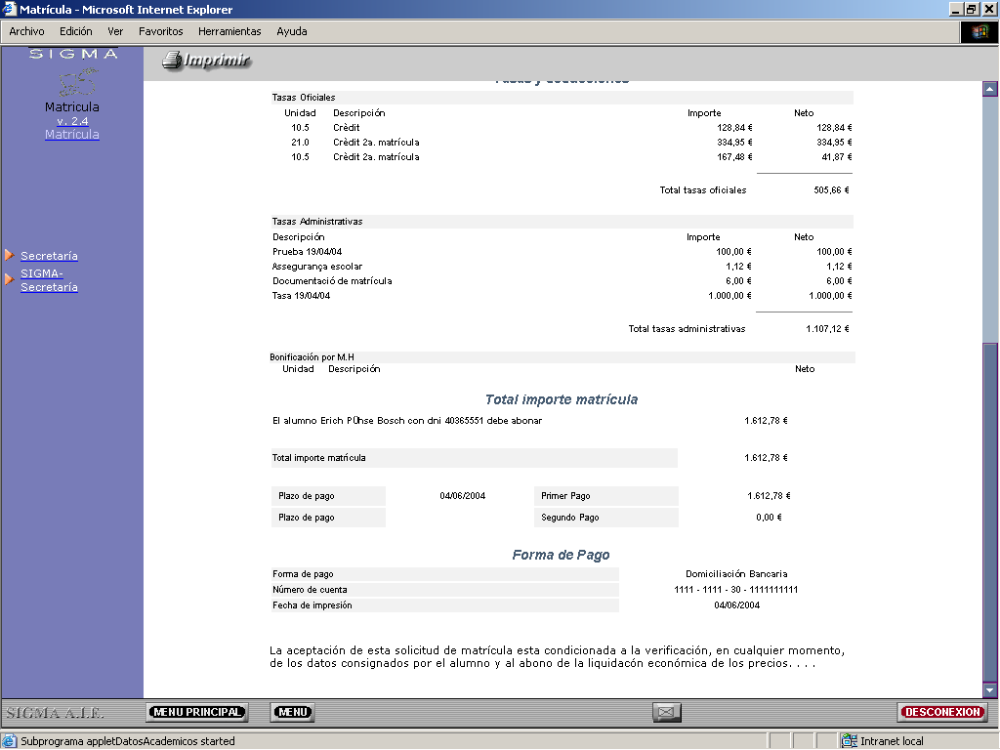 Matrícula - Microsoft Internet Explorer
Archivo Edición Ver Favoritos Herramientas Ayuda
SIGMA
Imprimir
Matricula
v. 2.4
Matrícula
Secretaría
SIGMA-
Secretaría
Tasas y deducciones
Tasas Oficiales
Unidad Descripción Importe Neto
10.5 Crèdit 128,84 € 128,84 €
21.0 Crèdit 2a. matrícula 334,95 € 334,95 €
10.5 Crèdit 2a. matrícula 167,48 € 41,87 €
Total tasas oficiales 505,66 €
Tasas Administrativas
Descripción Importe Neto
Prueba 19/04/04 100,00 € 100,00 €
Assegurança escolar 1,12 € 1,12 €
Documentació de matrícula 6,00 € 6,00 €
Tasa 19/04/04 1.000,00 € 1.000,00 €
Total tasas administrativas 1.107,12 €
Bonificación por M.H
Unidad Descripción Neto
Total importe matrícula
El alumno Erich PÜhse Bosch con dni 40365551 debe abonar 1.612,78 €
Total importe matrícula 1.612,78 €
Plazo de pago 04/06/2004 Primer Pago 1.612,78 €
Plazo de pago Segundo Pago 0,00 €
Forma de Pago
Forma de pago Domiciliación Bancaria
Número de cuenta 1111 - 1111 - 30 - 1111111111
Fecha de impresión 04/06/2004
La aceptación de esta solicitud de matrícula esta condicionada a la verificación, en cualquier momento,
de los datos consignados por el alumno y al abono de la liquidacón económica de los precios. . . .
SIGMA A.I.E. MENU PRINCIPAL MENU DESCONEXION
Subprograma appletDatosAcademicos started Intranet local